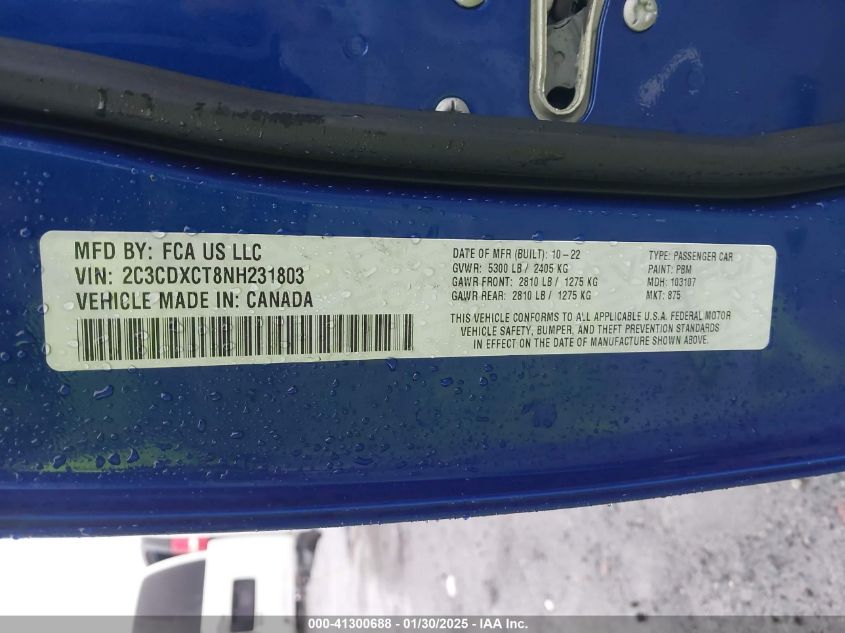 MFD BY: FCA US LLC
VIN: 2C3CDXCT8NH231803
VEHICLE MADE IN: CANADA
DATE OF MFR (BUILT): 10-22
GVWR: 5300 LB / 2405 KG
GAWR FRONT: 2810 LB / 1275 KG
GAWR REAR: 2810 LB / 1275 KG
TYPE: PASSENGER CAR
PAINT: PBM
MDH: 103107
MKT: 875
THIS VEHICLE CONFORMS TO ALL APPLICABLE U.S.A. FEDERAL MOTOR
VEHICLE SAFETY, BUMPER, AND THEFT PREVENTION STANDARDS
IN EFFECT ON THE DATE OF MANUFACTURE SHOWN ABOVE.
000-41300688 - 01/30/2025 - IAAI.COM